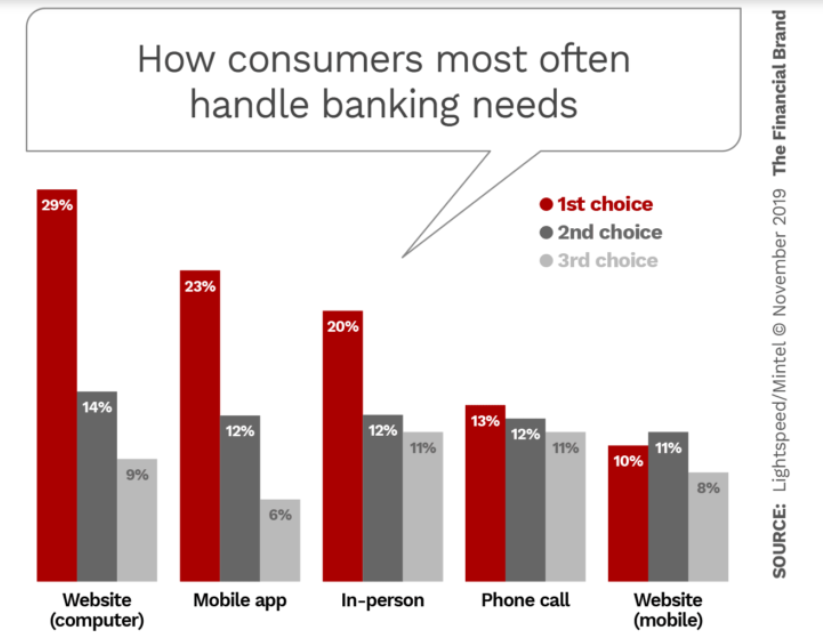 How consumers most often
handle banking needs
1st choice
2nd choice
3rd choice
29%
14%
9%
23%
12%
6%
20%
12%
11%
13%
12%
11%
10%
11%
8%
Website
(computer)
Mobile app
In-person
Phone call
Website
(mobile)
SOURCE: Lightspeed/Mintel © November 2019 The Financial Brand